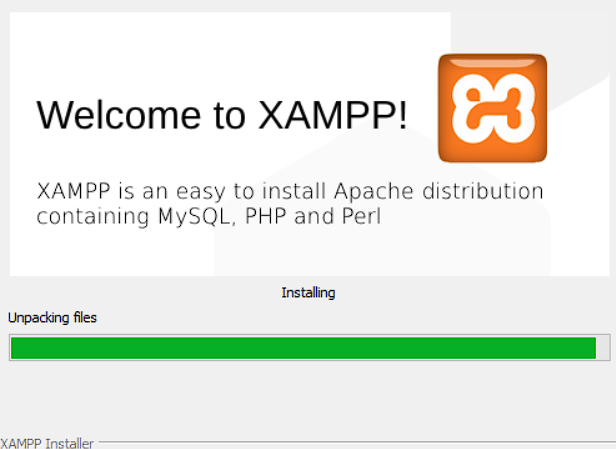 Welcome to XAMPP!
XAMPP is an easy to install Apache distribution
containing MySQL, PHP and Perl
Installing
Unpacking files
XAMPP Installer